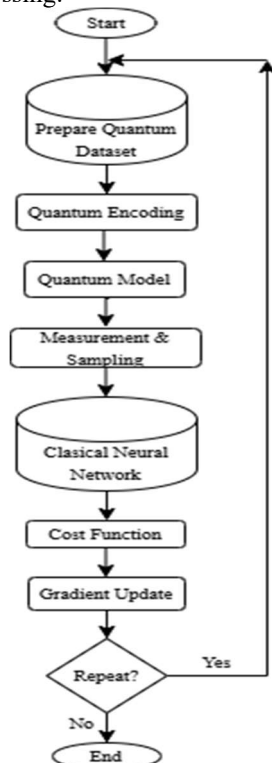 ssing.
Start
Prepare Quantum
Dataset
Quantum Encoding
Quantum Model
Measurement &
Sampling
Clasical Neural
Network
Cost Function
Gradient Update
Repeat?
Yes
No
End